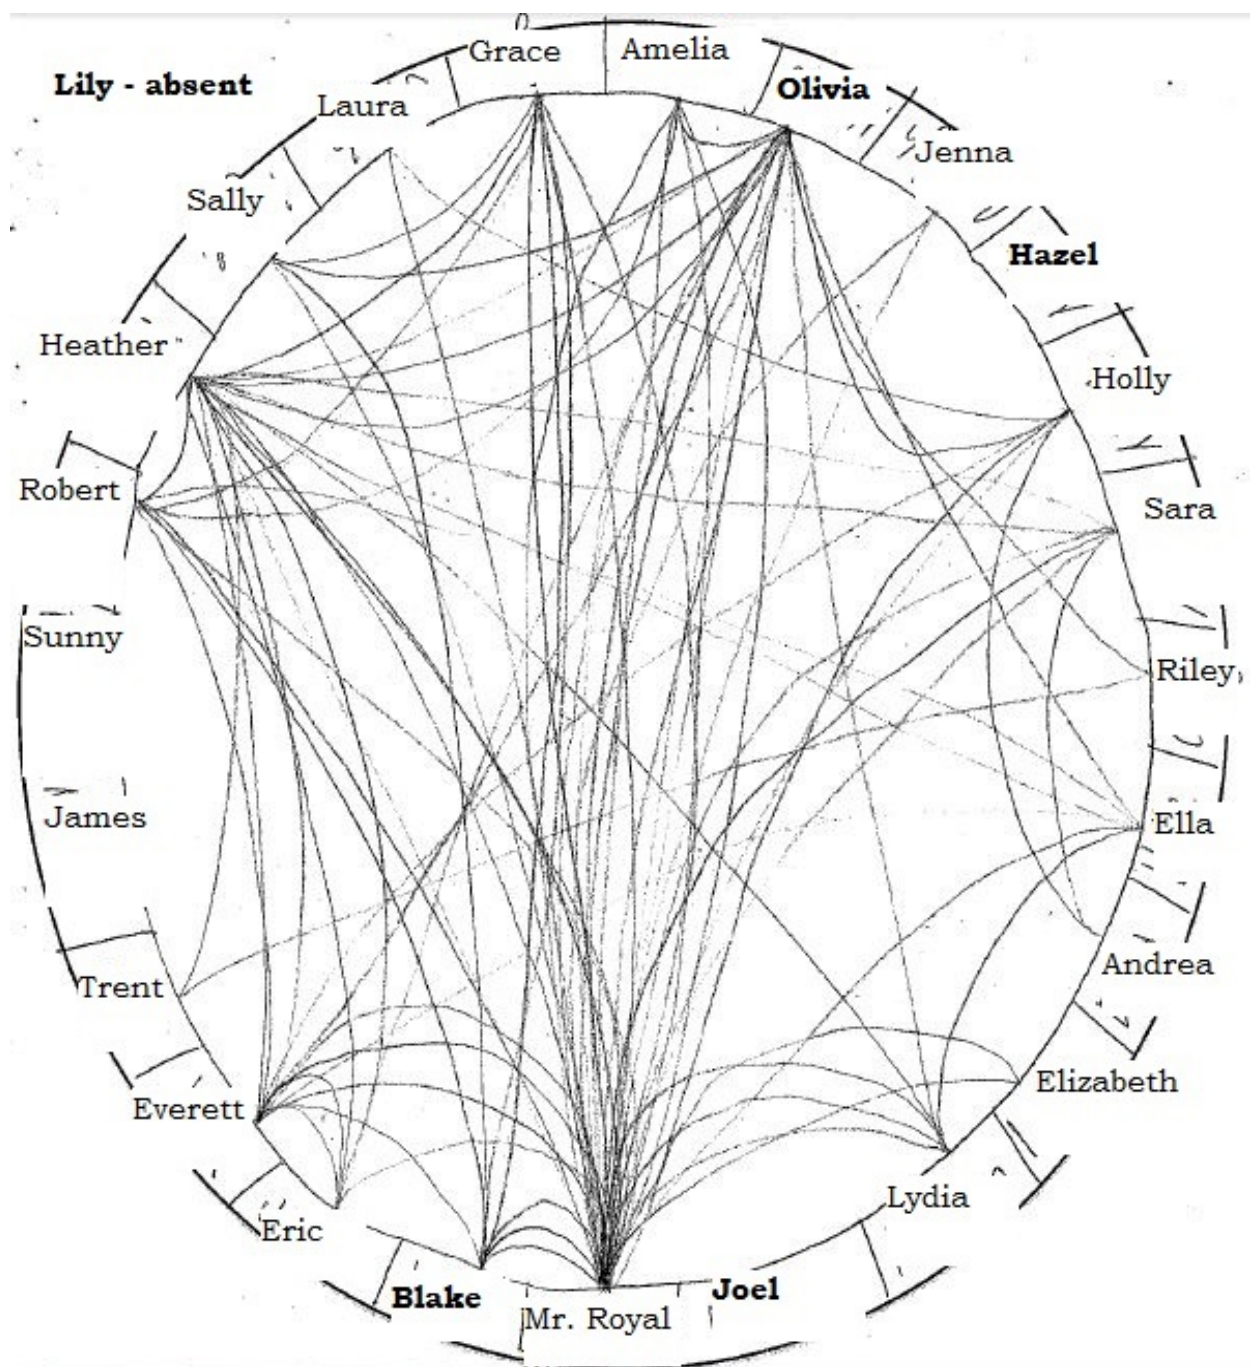 Grace
Amelia
Lily - absent
Olivia
Laura
Jenna
Sally
Hazel
Heather
Holly
Robert
Sara
Sunny
Riley
James
Ella
Andrea
Trent
Elizabeth
Everett
Lydia
Eric
Blake
Joel
Mr. Royal